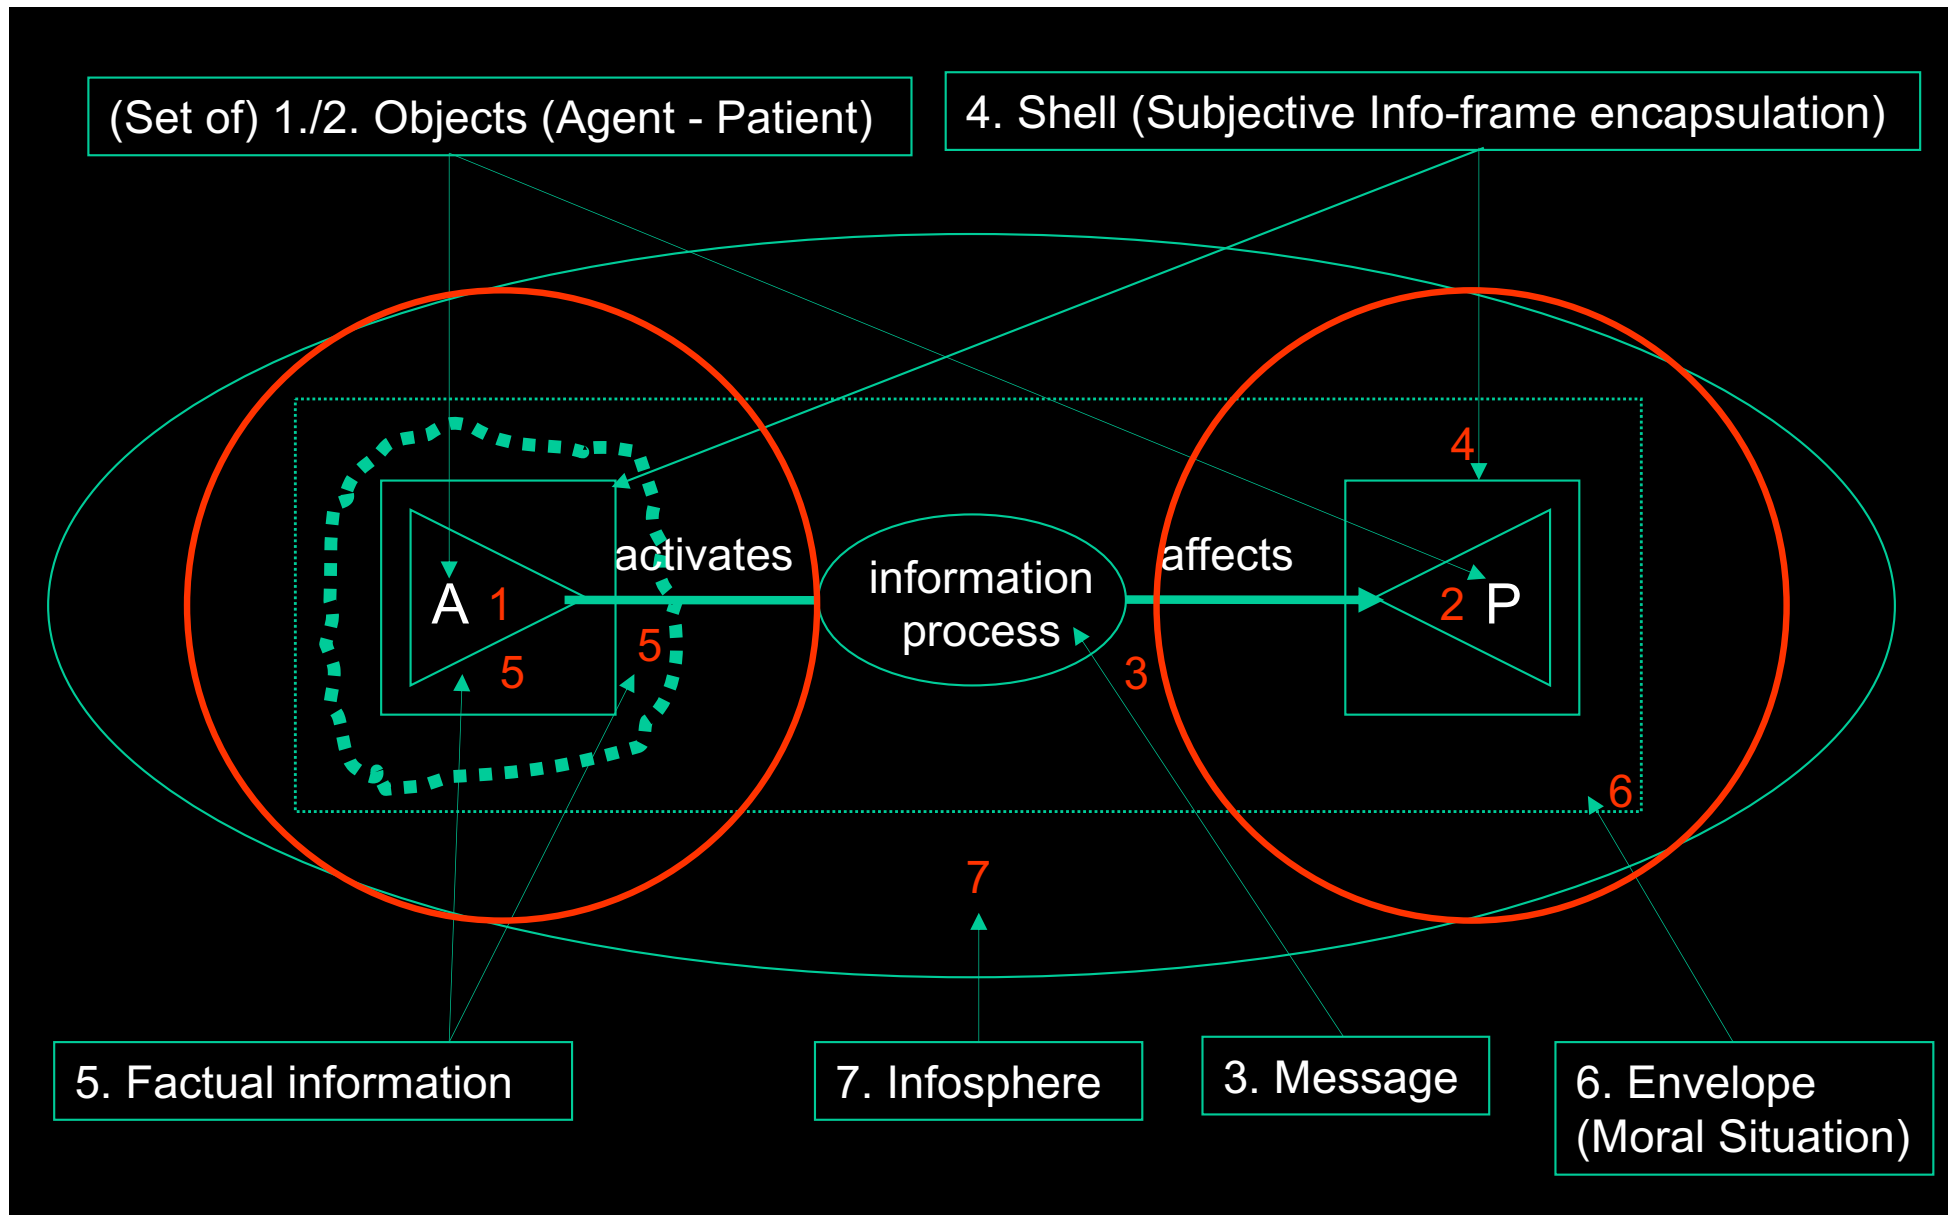 (Set of) 1./2. Objects (Agent - Patient)
4. Shell (Subjective Info-frame encapsulation)
4
activates
affects
information
process
A 1
2 P
5
5
3
6
7
5. Factual information
7. Infosphere
3. Message
6. Envelope
(Moral Situation)